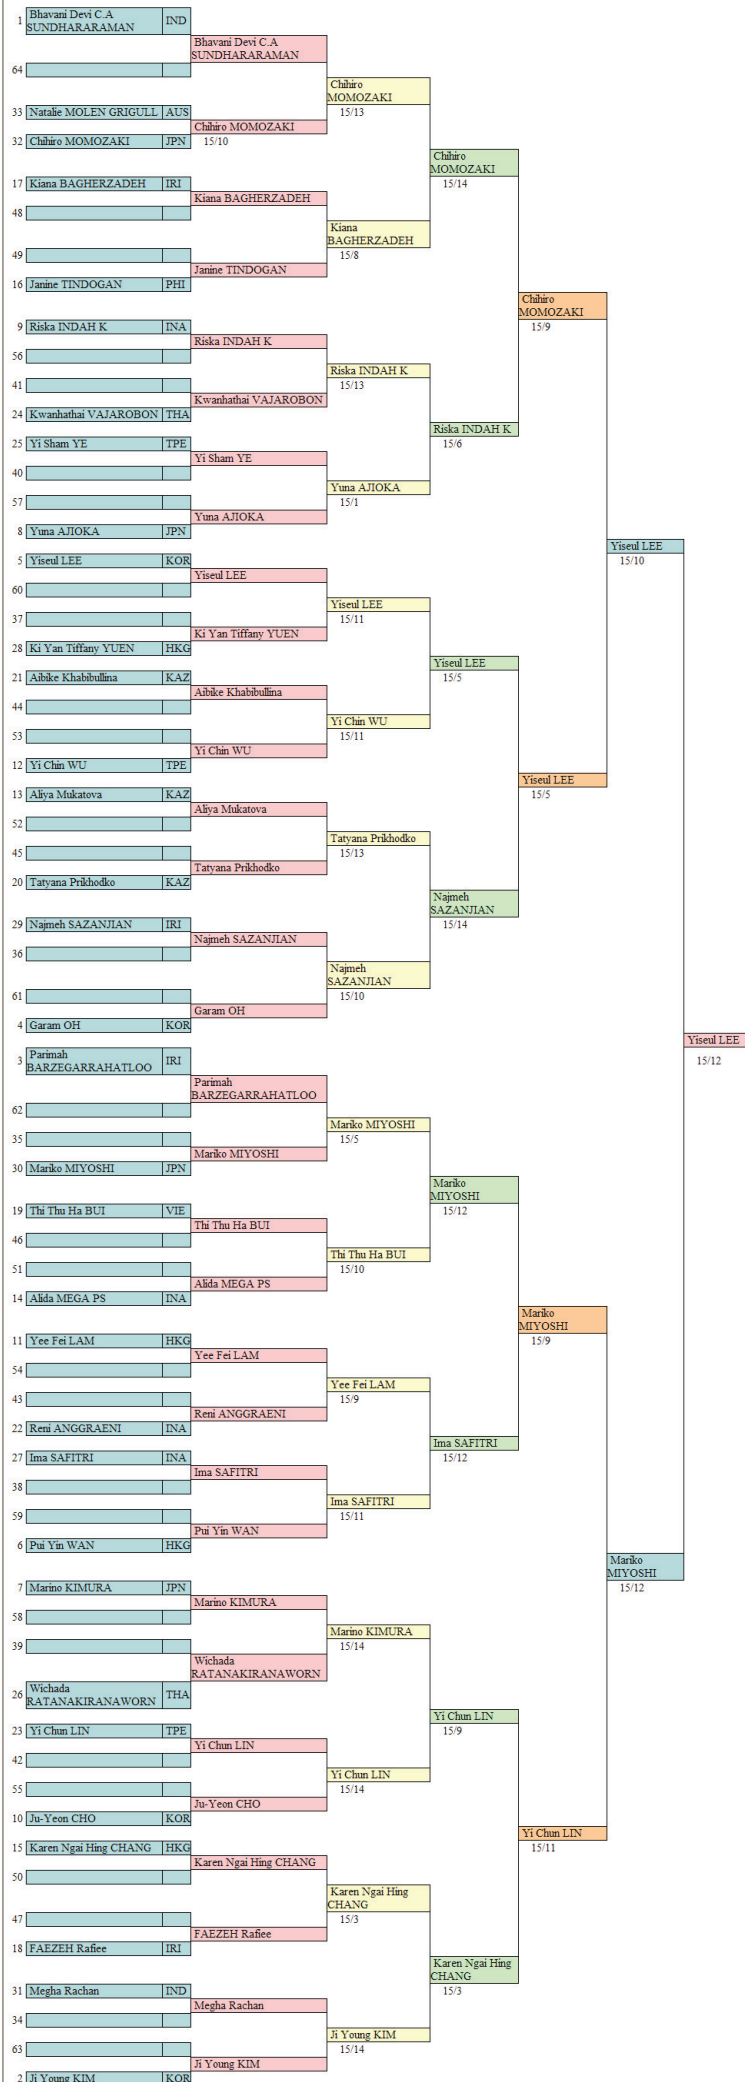 1 Bhavani Devi C.A
SUNDHARARAMAN IND
Bhavani Devi C.A
SUNDHARARAMAN
64
Chihiro
MOMOZAKI
15/13
33 Natalie MOLEN GRIGULL AUS
Chihiro MOMOZAKI
15/10
32 Chihiro MOMOZAKI JPN
Chihiro
MOMOZAKI
15/14
17 Kiana BAGHERZADEH IRI
Kiana BAGHERZADEH
48
Kiana
BAGHERZADEH
15/8
49
Janine TINDOGAN
16 Janine TINDOGAN PHI
Chihiro
MOMOZAKI
15/9
9 Riska INDAH K INA
Riska INDAH K
56
Riska INDAH K
15/13
41
Kwanhathai VAJAROBON
24 Kwanhathai VAJAROBON THA
Riska INDAH K
15/6
25 Yi Sham YE TPE
Yi Sham YE
40
Yuna AJIOKA
15/1
57
Yuna AJIOKA
8 Yuna AJIOKA JPN
Yiseul LEE
15/10
5 Yiseul LEE KOR
Yiseul LEE
60
Yiseul LEE
15/11
37
Ki Yan Tiffany YUEN
28 Ki Yan Tiffany YUEN HKG
Yiseul LEE
15/5
21 Aibike Khabibullina KAZ
Aibike Khabibullina
44
Yi Chin WU
15/11
53
Yi Chin WU
12 Yi Chin WU TPE
Yiseul LEE
15/5
13 Aliya Mukatova KAZ
Aliya Mukatova
52
Tatyana Prikhodko
15/13
45
Tatyana Prikhodko
20 Tatyana Prikhodko KAZ
Najmeh
SAZANJIAN
15/14
29 Najmeh SAZANJIAN IRI
Najmeh SAZANJIAN
36
Najmeh
SAZANJIAN
15/10
61
Garam OH
4 Garam OH KOR
Yiseul LEE
15/12
3 Parimah
BARZEGARRAHATLOO IRI
Parimah
BARZEGARRAHATLOO
62
Mariko MIYOSHI
15/5
35
Mariko MIYOSHI
30 Mariko MIYOSHI JPN
Mariko
MIYOSHI
15/12
19 Thi Thu Ha BUI VIE
Thi Thu Ha BUI
46
Thi Thu Ha BUI
15/10
51
Alida MEGA PS
14 Alida MEGA PS INA
Mariko
MIYOSHI
15/9
11 Yee Fei LAM HKG
Yee Fei LAM
54
Yee Fei LAM
15/9
43
Reni ANGGRAENI
22 Reni ANGGRAENI INA
Ima SAFITRI
15/12
27 Ima SAFITRI INA
Ima SAFITRI
38
Ima SAFITRI
15/11
59
Pui Yin WAN
6 Pui Yin WAN HKG
Mariko
MIYOSHI
15/12
7 Marino KIMURA JPN
Marino KIMURA
58
Marino KIMURA
15/14
39
Wichada
RATANAKIRANAWORN
26 Wichada
RATANAKIRANAWORN THA
Yi Chun LIN
15/9
23 Yi Chun LIN TPE
Yi Chun LIN
42
Yi Chun LIN
15/14
55
Ju-Yeon CHO
10 Ju-Yeon CHO KOR
Yi Chun LIN
15/11
15 Karen Ngai Hing CHANG HKG
Karen Ngai Hing CHANG
50
Karen Ngai Hing
CHANG
15/3
47
FAEZEH Rafiee
18 FAEZEH Rafiee IRI
Karen Ngai Hing
CHANG
15/3
31 Megha Rachan IND
Megha Rachan
34
Ji Young KIM
15/14
63
Ji Young KIM
2 Ji Young KIM KOR